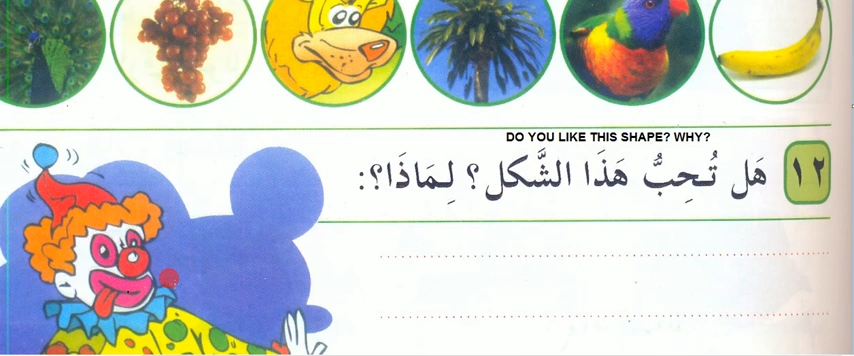 DO YOU LIKE THIS SHAPE? WHY?
١٢ هَل تُحِبُّ هَذَا الشَّكل؟ لِمَاذَا؟: